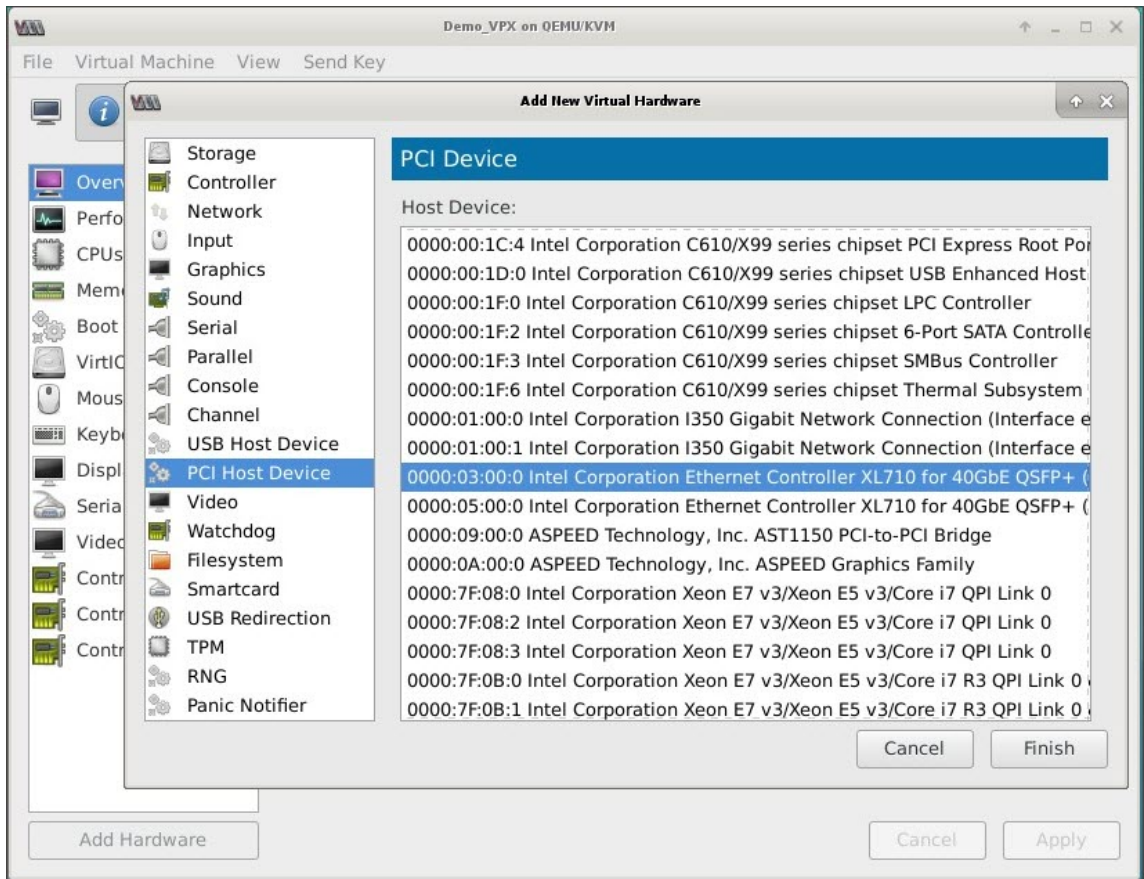 Demo_VPX on QEMU/KVM
File Virtual Machine View Send Key
Add New Virtual Hardware
Overv
Perfo
CPUs
Mem
Boot
VirtIO
Mous
Keyb
Displ
Seria
Video
Contr
Contr
Contr
Storage
Controller
Network
Input
Graphics
Sound
Serial
Parallel
Console
Channel
USB Host Device
PCI Host Device
Video
Watchdog
Filesystem
Smartcard
USB Redirection
TPM
RNG
Panic Notifier
PCI Device
Host Device:
0000:00:1C:4 Intel Corporation C610/X99 series chipset PCI Express Root Por
0000:00:1D:0 Intel Corporation C610/X99 series chipset USB Enhanced Host
0000:00:1F:0 Intel Corporation C610/X99 series chipset LPC Controller
0000:00:1F:2 Intel Corporation C610/X99 series chipset 6-Port SATA Controlle
0000:00:1F:3 Intel Corporation C610/X99 series chipset SMBus Controller
0000:00:1F:6 Intel Corporation C610/X99 series chipset Thermal Subsystem
0000:01:00:0 Intel Corporation I350 Gigabit Network Connection (Interface e
0000:01:00:1 Intel Corporation I350 Gigabit Network Connection (Interface e
0000:03:00:0 Intel Corporation Ethernet Controller XL710 for 40GbE QSFP+ (
0000:05:00:0 Intel Corporation Ethernet Controller XL710 for 40GbE QSFP+ (
0000:09:00:0 ASPEED Technology, Inc. AST1150 PCI-to-PCI Bridge
0000:0A:00:0 ASPEED Technology, Inc. ASPEED Graphics Family
0000:7F:08:0 Intel Corporation Xeon E7 v3/Xeon E5 v3/Core i7 QPI Link 0
0000:7F:08:2 Intel Corporation Xeon E7 v3/Xeon E5 v3/Core i7 QPI Link 0
0000:7F:08:3 Intel Corporation Xeon E7 v3/Xeon E5 v3/Core i7 QPI Link 0
0000:7F:0B:0 Intel Corporation Xeon E7 v3/Xeon E5 v3/Core i7 R3 QPI Link 0
0000:7F:0B:1 Intel Corporation Xeon E7 v3/Xeon E5 v3/Core i7 R3 QPI Link 0
Cancel Finish
Add Hardware Cancel Apply